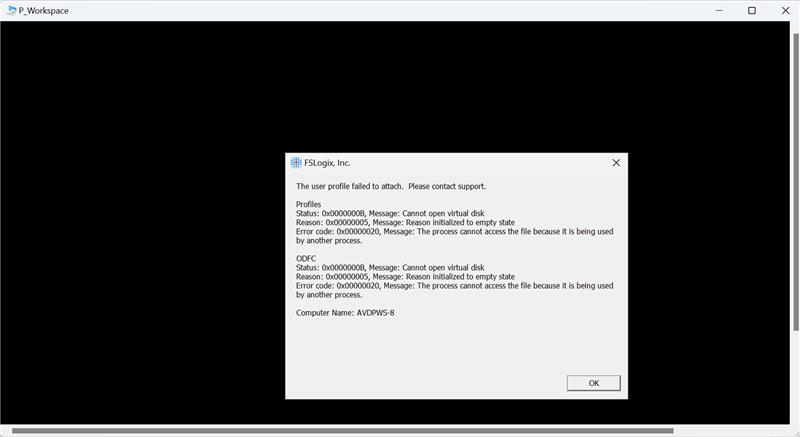 P_Workspace
FSLogix, Inc.
The user profile failed to attach.  Please contact support.
Profiles
Status: 0x0000000B, Message: Cannot open virtual disk
Reason: 0x00000005, Message: Reason initialized to empty state
Error code: 0x00000020, Message: The process cannot access the file because it is being used
by another process.
ODFC
Status: 0x0000000B, Message: Cannot open virtual disk
Reason: 0x00000005, Message: Reason initialized to empty state
Error code: 0x00000020, Message: The process cannot access the file because it is being used
by another process.
Computer Name: AVDPWS-8
OK